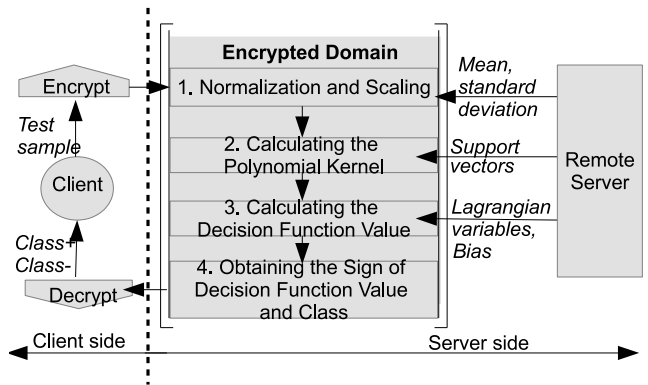 Encrypted Domain
1. Normalization and Scaling
2. Calculating the
Polynomial Kernel
3. Calculating the
Decision Function Value
4. Obtaining the Sign of
Decision Function Value
and Class
Encrypt
Test
sample
Client
Class+
Class-
Decrypt
Mean,
standard
deviation
Support
vectors
Lagrangian
variables,
Bias
Remote
Server
Client side
Server side